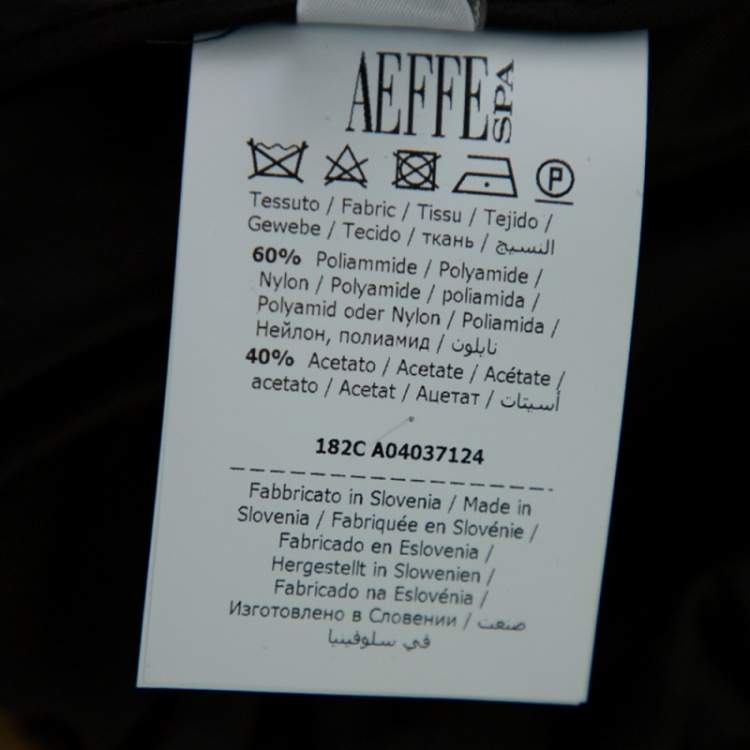 AEFFE SPA
P
Tessuto / Fabric / Tissu / Tejido /
Gewebe / Tecido / ткань / النسيج
60% Poliammide / Polyamide /
Nylon / Polyamide / poliamida /
Polyamid oder Nylon / Poliamida /
Нейлон, полиамид / نايلون
40% Acetato / Acetate / Acétate /
acetato / Acetat / Ацетат / أسيتات
182C A04037124
Fabbricato in Slovenia / Made in
Slovenia / Fabriquée en Slovénie /
Fabricado en Eslovenia /
Hergestellt in Slowenien /
Fabricado na Eslovénia /
Изготовлено в Словении / صنعت
في سلوفينيا